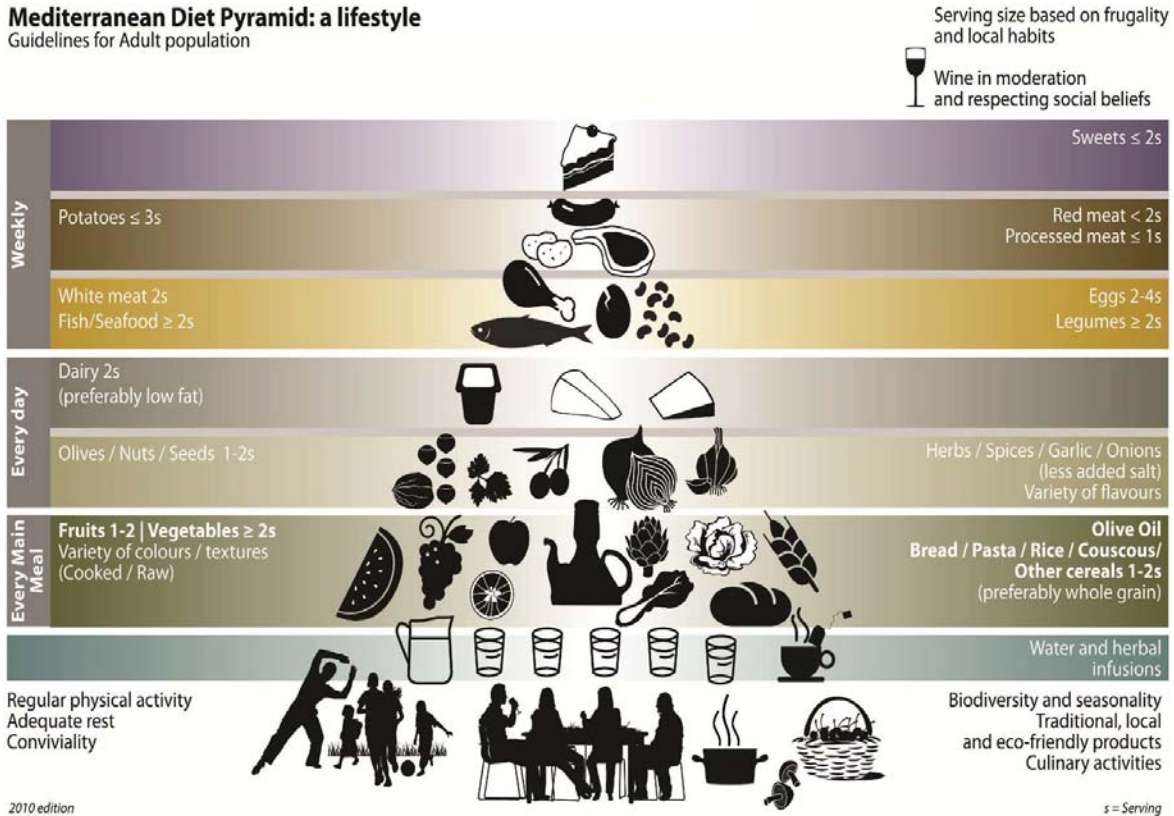 Mediterranean Diet Pyramid: a lifestyle
Guidelines for Adult population
Serving size based on frugality
and local habits
Wine in moderation
and respecting social beliefs
Weekly
Sweets ≤ 2s
Potatoes ≤ 3s
Red meat < 2s
Processed meat ≤ 1s
White meat 2s
Fish/Seafood ≥ 2s
Eggs 2-4s
Legumes ≥ 2s
Every day
Dairy 2s
(preferably low fat)
Olives / Nuts / Seeds 1-2s
Herbs / Spices / Garlic / Onions
(less added salt)
Variety of flavours
Every Main
Meal
Fruits 1-2 | Vegetables ≥ 2s
Variety of colours / textures
(Cooked / Raw)
Olive Oil
Bread / Pasta / Rice / Couscous/
Other cereals 1-2s
(preferably whole grain)
Water and herbal
infusions
Regular physical activity
Adequate rest
Conviviality
Biodiversity and seasonality
Traditional, local
and eco-friendly products
Culinary activities
2010 edition
s = Serving